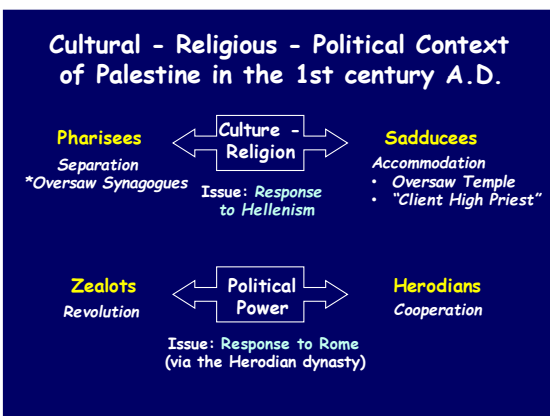 Cultural - Religious - Political Context
of Palestine in the 1st century A.D.
Pharisees
Separation
*Oversaw Synagogues
Culture -
Religion
Issue: Response
to Hellenism
Sadducees
Accommodation
• Oversaw Temple
• “Client High Priest”
Zealots
Revolution
Political
Power
Issue: Response to Rome
(via the Herodian dynasty)
Herodians
Cooperation